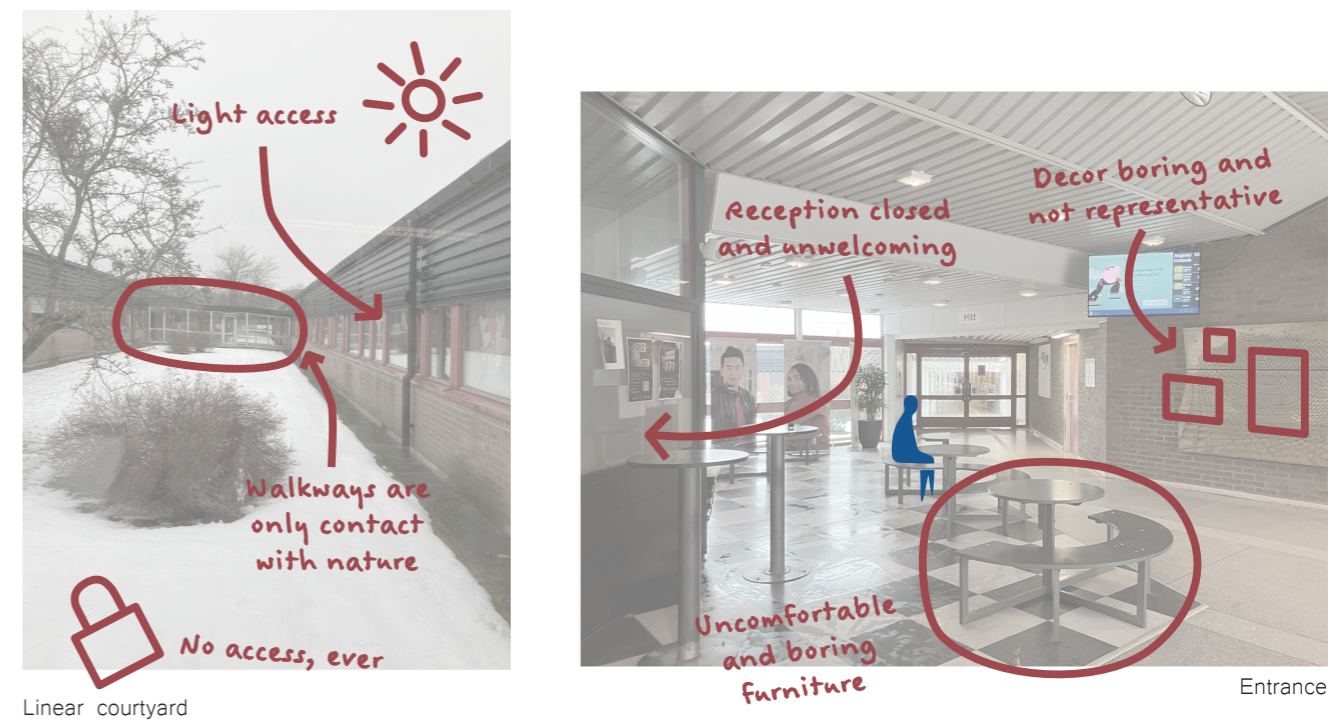 Light access
Walkways are
only contact
with nature
No access, ever
Linear courtyard
Reception closed
and unwelcoming
Decor boring and
not representative
Mitt
Uncomfortable
and boring
furniture
Entrance